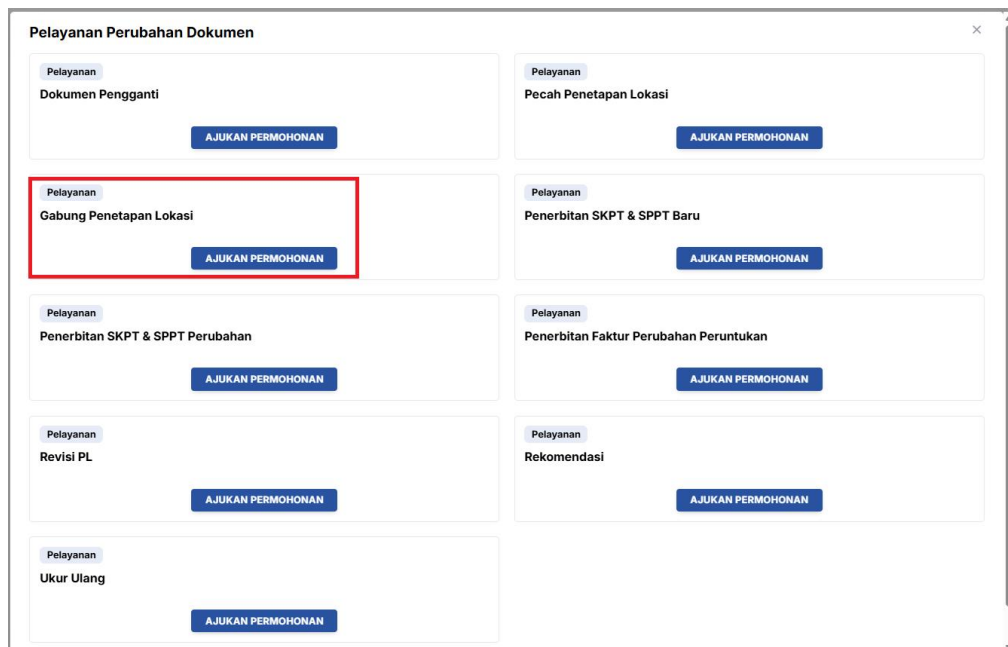 Pelayanan Perubahan Dokumen
Pelayanan
Dokumen Pengganti
AJUKAN PERMOHONAN
Pelayanan
Pecah Penetapan Lokasi
AJUKAN PERMOHONAN
Pelayanan
Gabung Penetapan Lokasi
AJUKAN PERMOHONAN
Pelayanan
Penerbitan SKPT & SPPT Baru
AJUKAN PERMOHONAN
Pelayanan
Penerbitan SKPT & SPPT Perubahan
AJUKAN PERMOHONAN
Pelayanan
Penerbitan Faktur Perubahan Peruntukan
AJUKAN PERMOHONAN
Pelayanan
Revisi PL
AJUKAN PERMOHONAN
Pelayanan
Rekomendasi
AJUKAN PERMOHONAN
Pelayanan
Ukur Ulang
AJUKAN PERMOHONAN